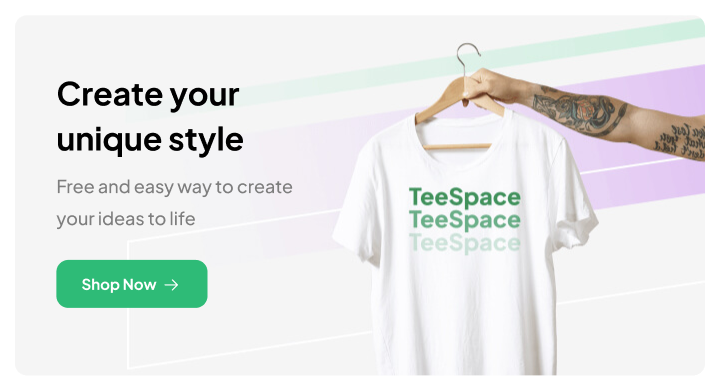 Create your
unique style
Free and easy way to create
your ideas to life
Shop Now →
TeeSpace
TeeSpace
TeeSpace